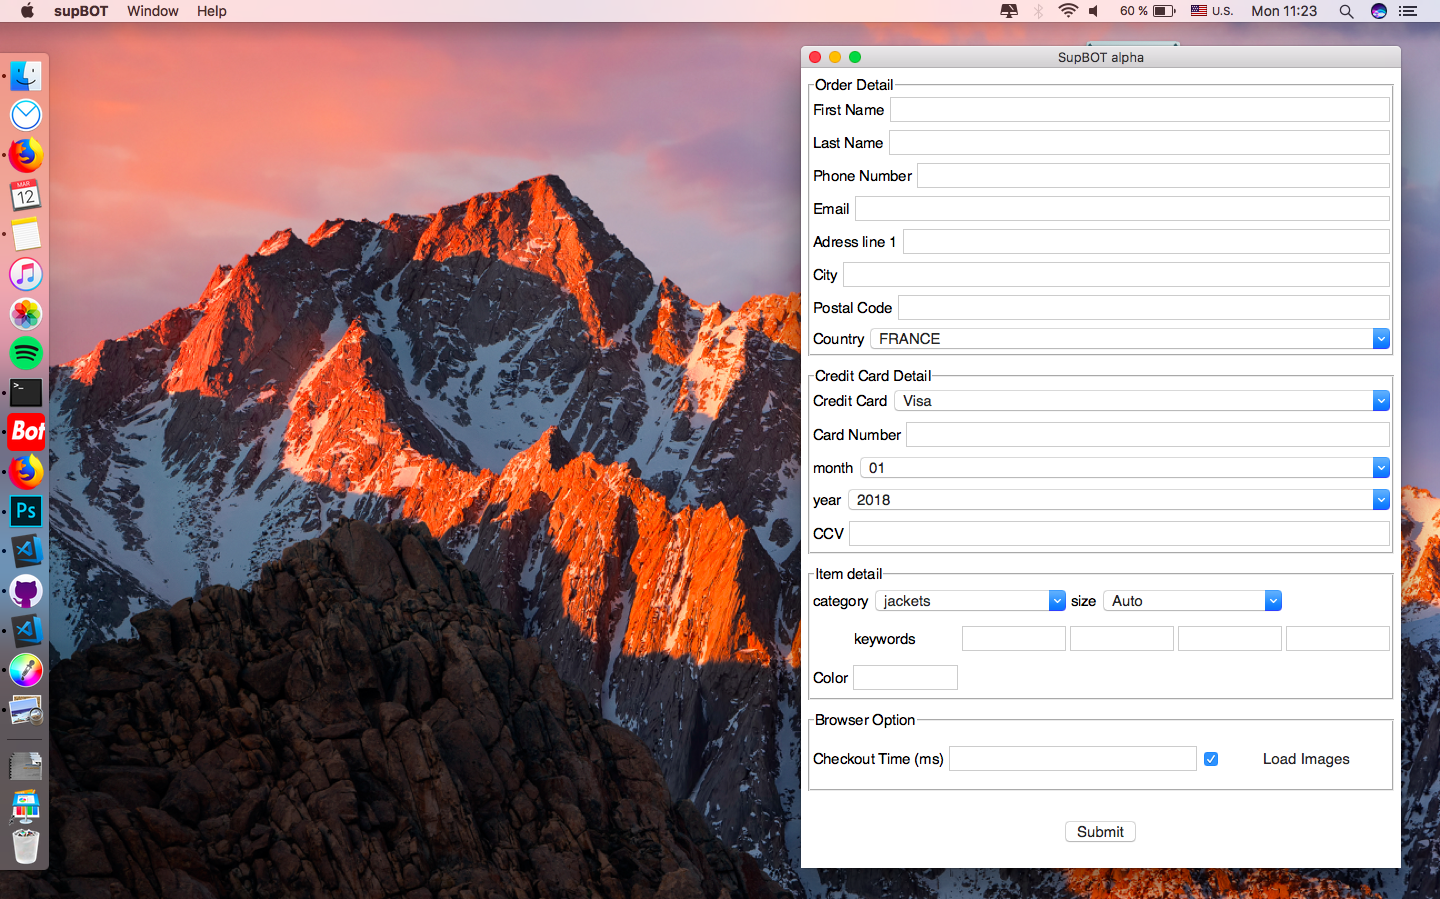 supBOT Window Help 60 % U.S. Mon 11:23
SupBOT alpha
Order Detail
First Name
Last Name
Phone Number
Email
Adress line 1
City
Postal Code
Country FRANCE
Credit Card Detail
Credit Card Visa
Card Number
month 01
year 2018
CCV
Item detail
category jackets size Auto
keywords
Color
Browser Option
Checkout Time (ms) Load Images
Submit
MAR
12
>_
Bot
Ps